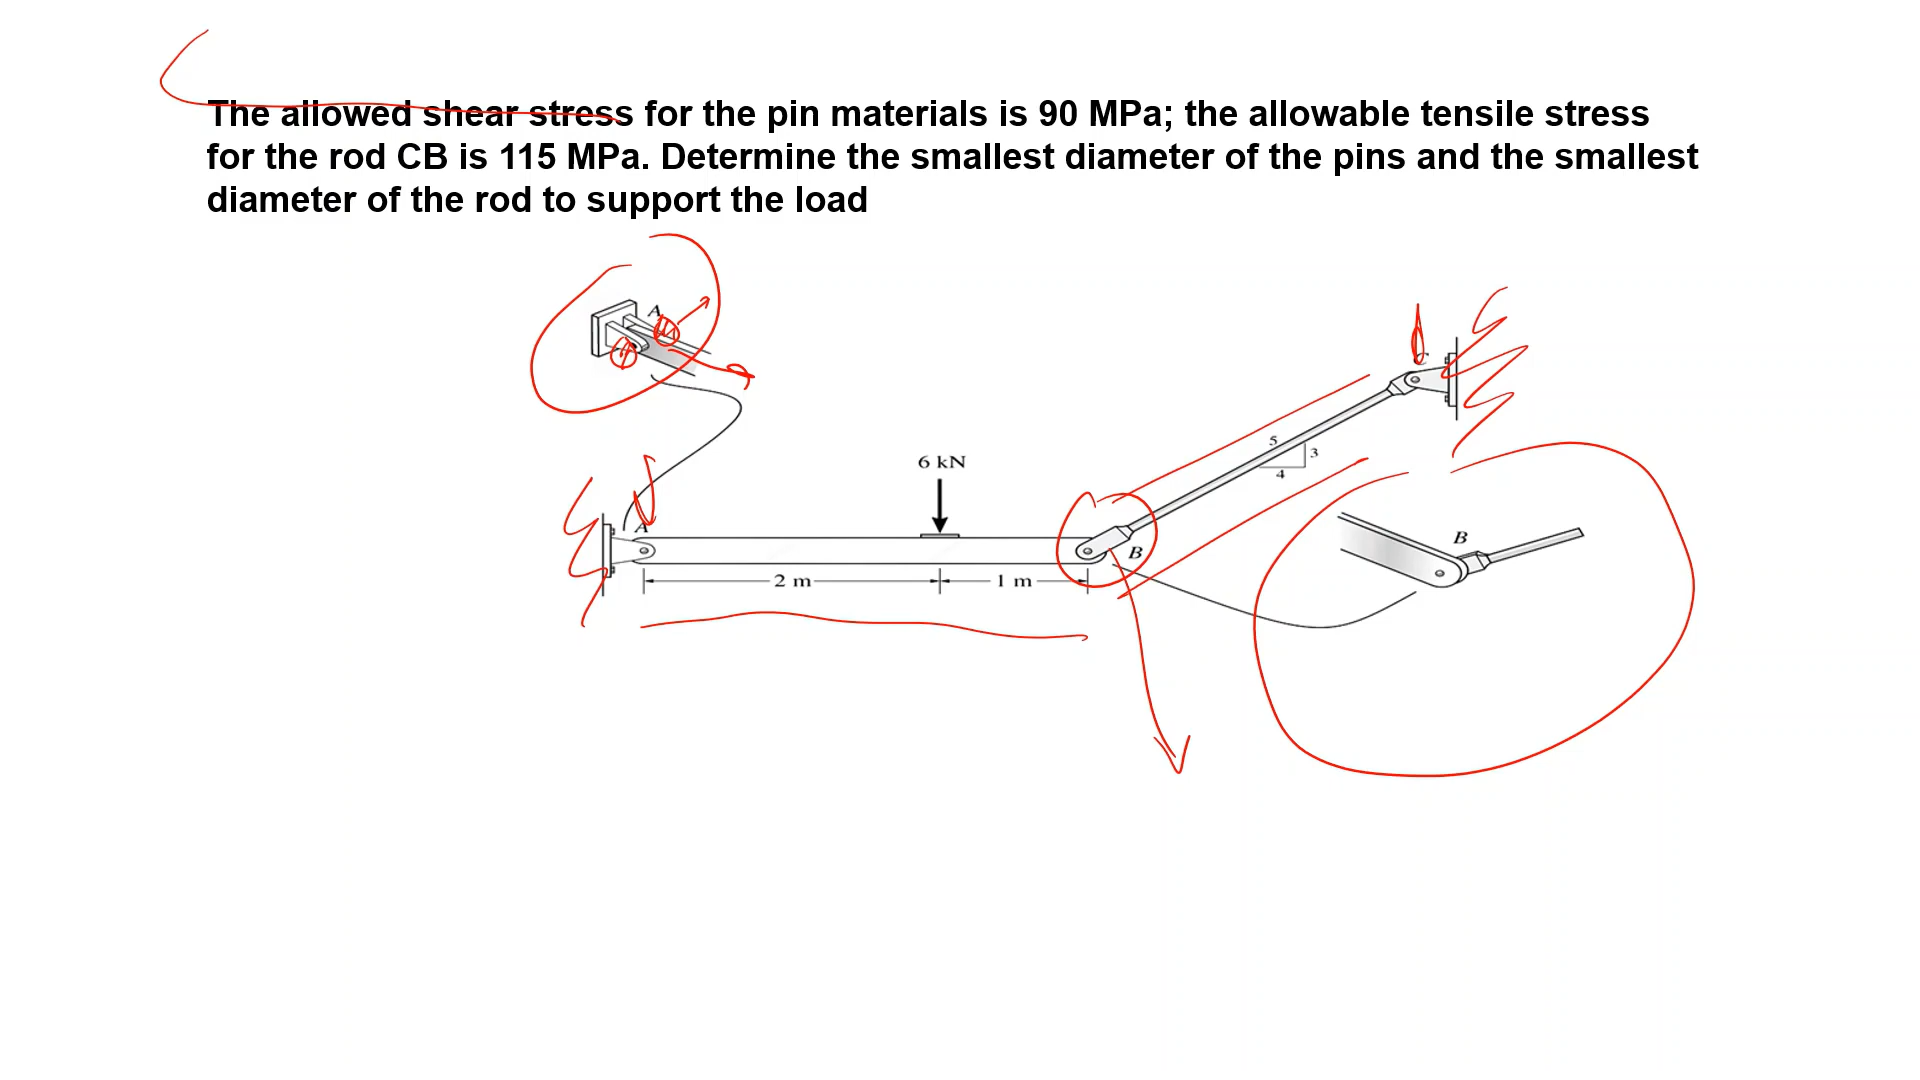 The allowed shear stress for the pin materials is 90 MPa; the allowable tensile stress
for the rod CB is 115 MPa. Determine the smallest diameter of the pins and the smallest
diameter of the rod to support the load
A
C
5
3
4
6 kN
A
B
B
2 m
1 m